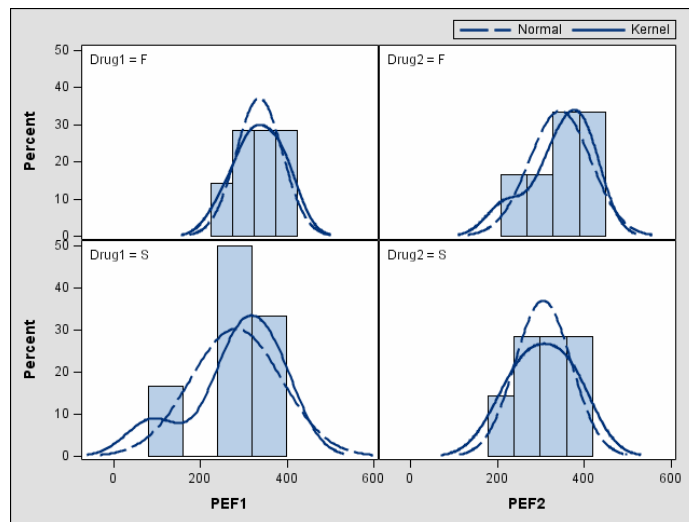 Normal Kernel
50
40
30
20
10
0
Percent
Drug1 = F
Drug2 = F
50
40
30
20
10
0
Percent
Drug1 = S
Drug2 = S
0 200 400 600
0 200 400 600
PEF1
PEF2